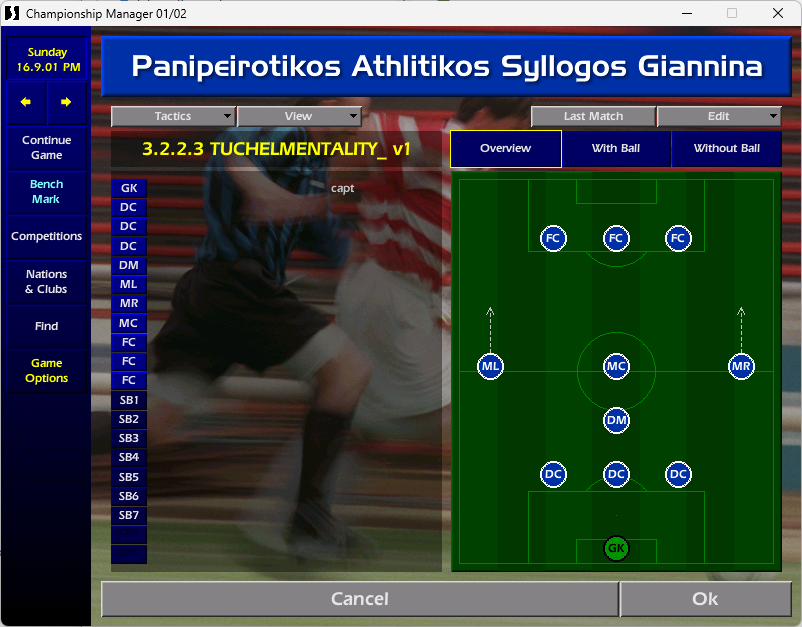 Championship Manager 01/02
Sunday
16.9.01 PM
Continue
Game
Bench
Mark
Competitions
Nations
& Clubs
Find
Game
Options
Panipeirotikos Athlitikos Syllogos Giannina
Tactics
View
Last Match
Edit
3.2.2.3 TUCHELMENTALITY_ v1
Overview
With Ball
Without Ball
GK
capt
DC
DC
DC
DM
ML
MR
MC
FC
FC
FC
SB1
SB2
SB3
SB4
SB5
SB6
SB7
FC FC FC
ML MC MR
DM
DC DC DC
GK
Cancel
Ok